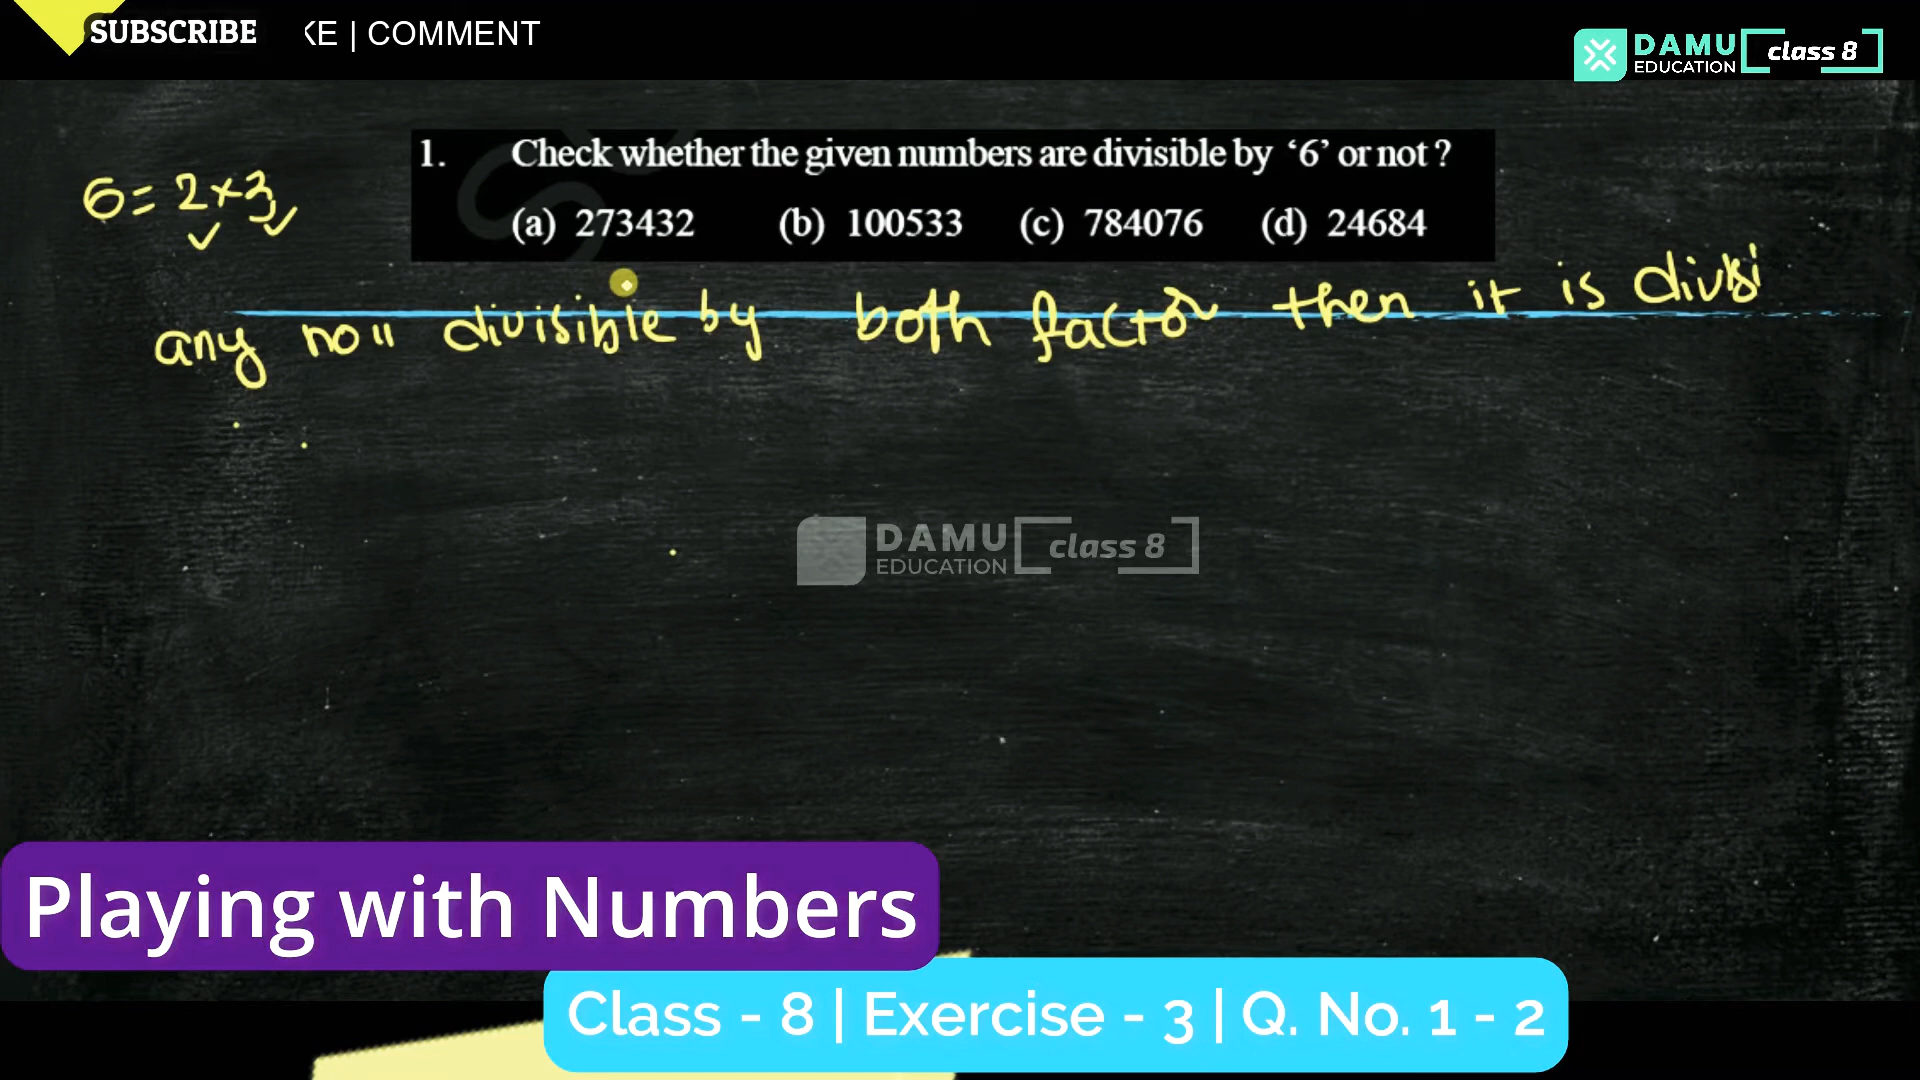 SUBSCRIBE KE | COMMENT
DAMU EDUCATION class 8
1. Check whether the given numbers are divisible by ‘6’ or not ?
(a) 273432 (b) 100533 (c) 784076 (d) 24684
6 = 2×3
any no" divisible by both factor then it is divisi
DAMU EDUCATION class 8
Playing with Numbers
Class - 8 | Exercise - 3 | Q. No. 1 - 2